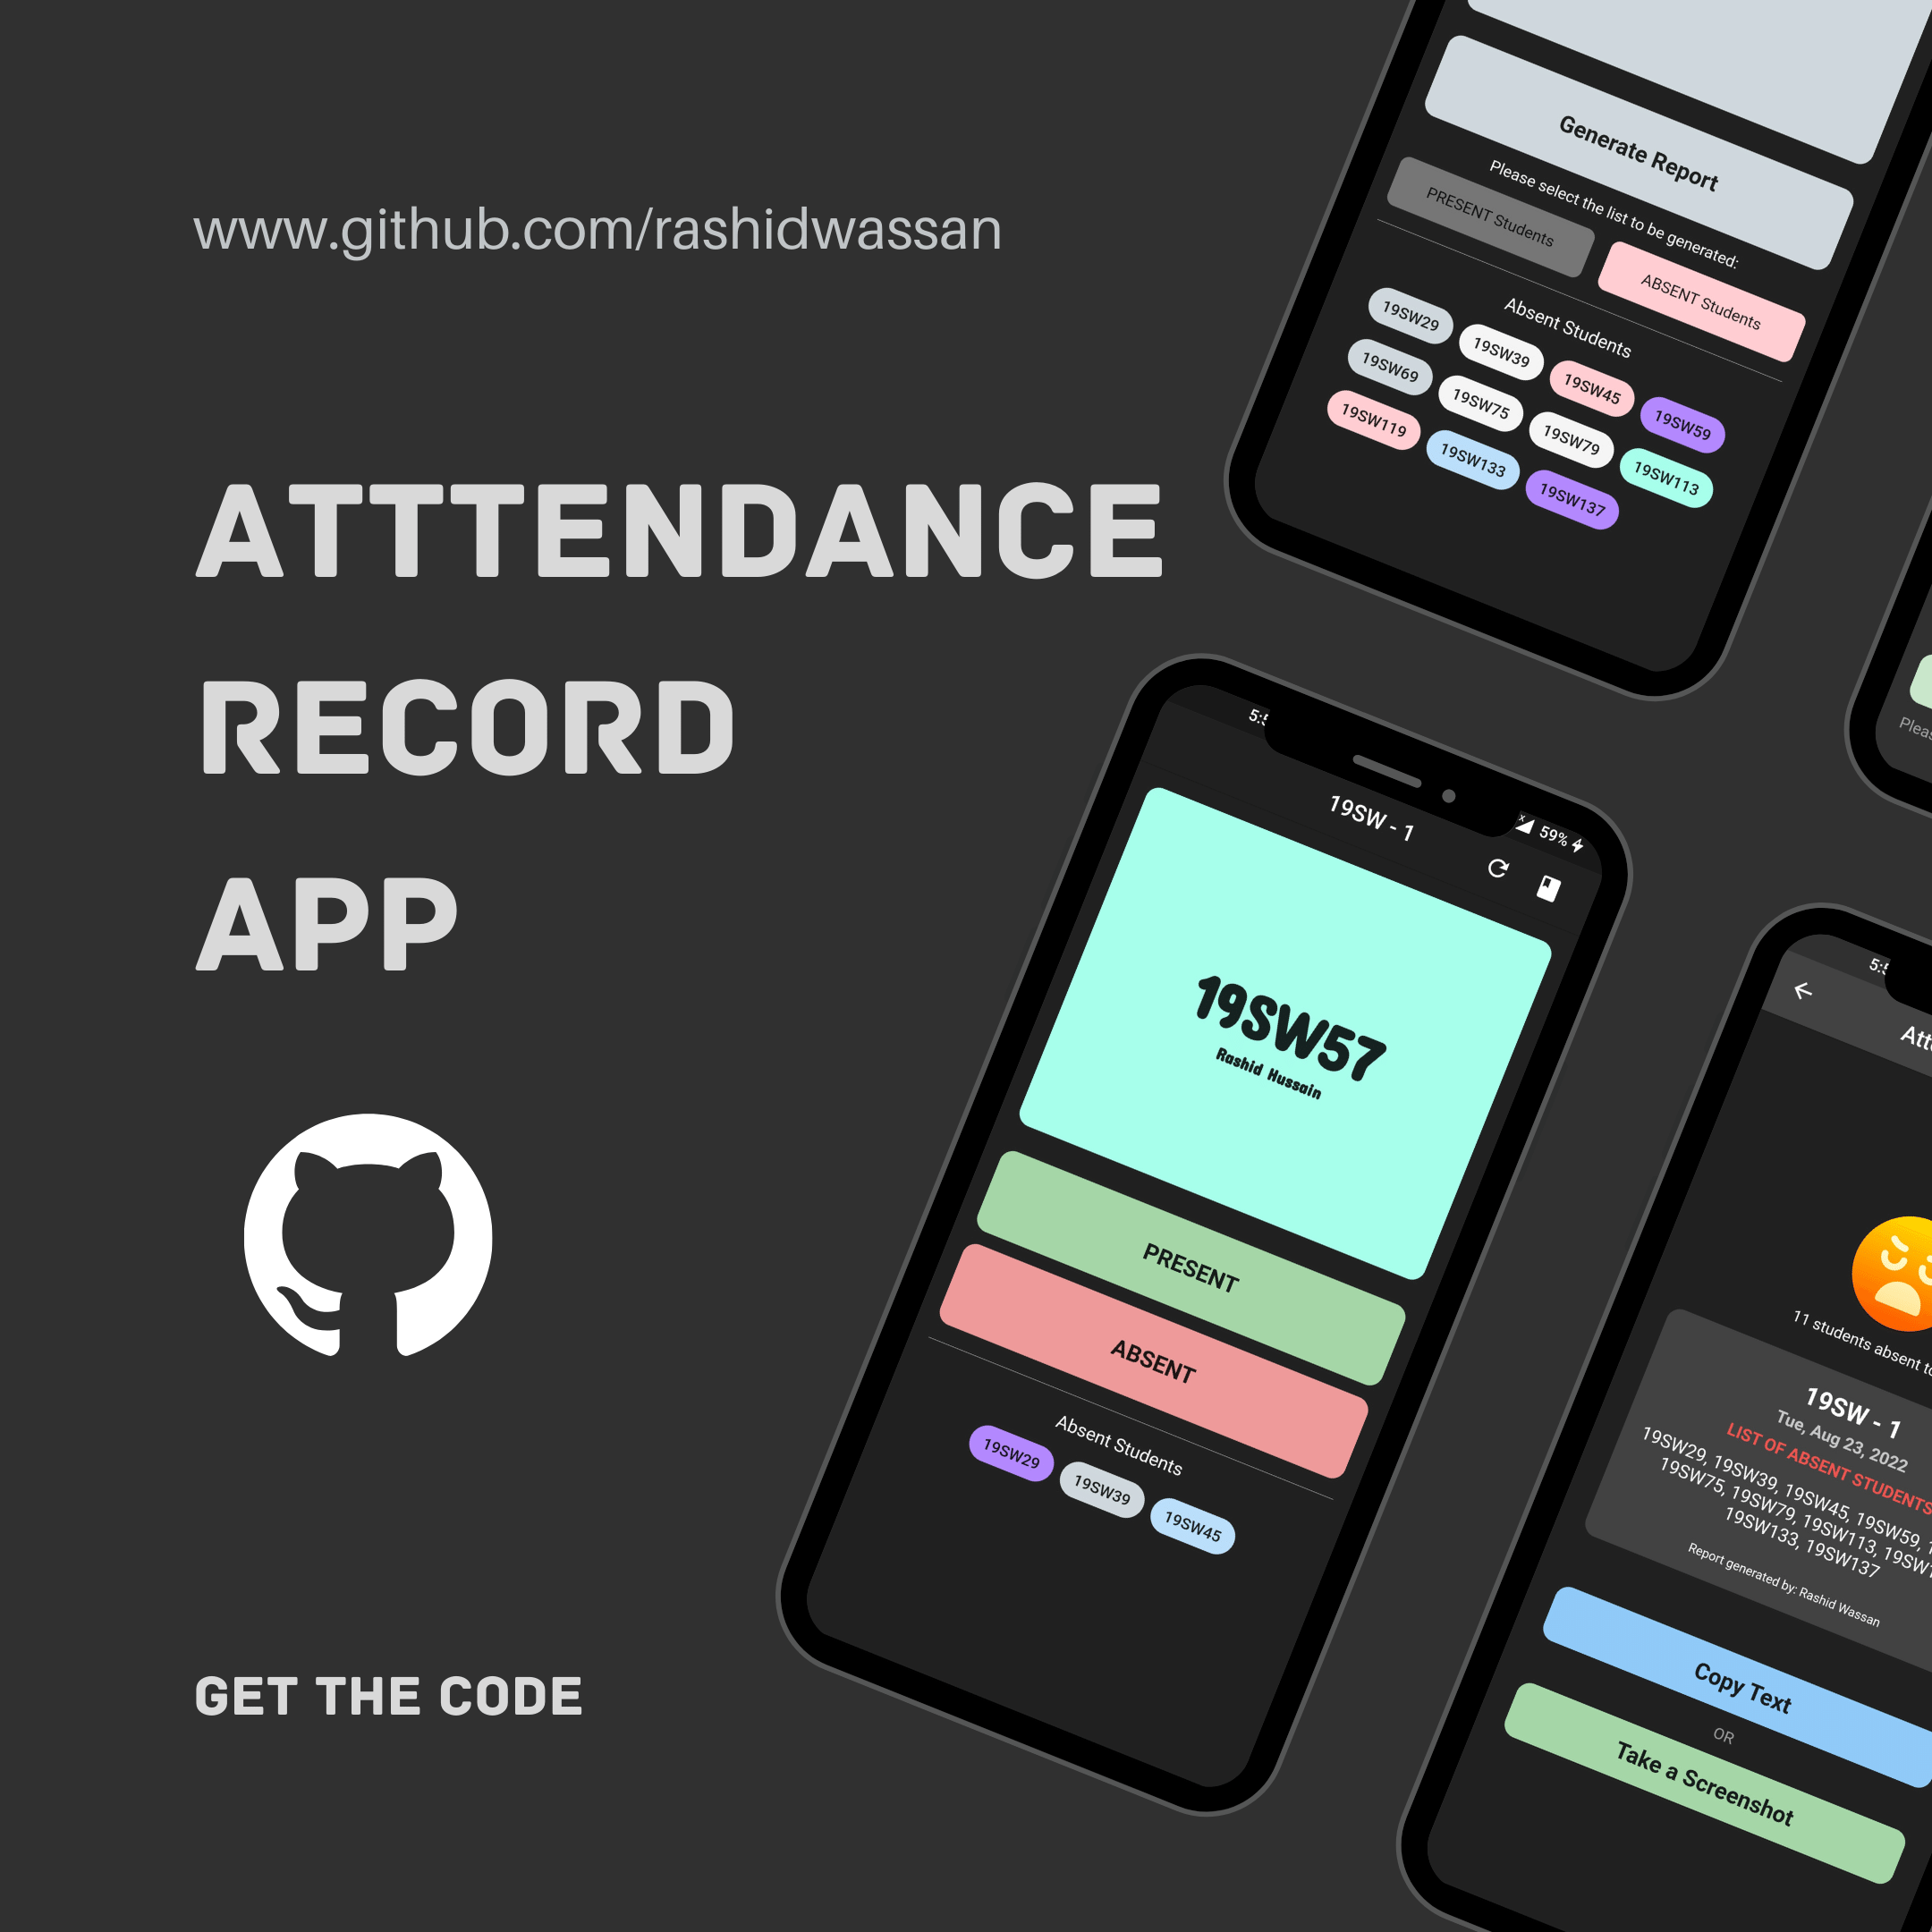 www.github.com/rashidwassan
ATTTENDANCE
RECORD
APP
GET THE CODE
Generate Report
Please select the list to be generated:
PRESENT Students
ABSENT Students
Absent Students
19SW29
19SW39
19SW45
19SW59
19SW69
19SW75
19SW79
19SW113
19SW119
19SW133
19SW137
59%
19SW - 1
19SW57
Rashid Hussain
PRESENT
ABSENT
Absent Students
19SW29
19SW39
19SW45
11 students absent
19SW - 1
Tue, Aug 23, 2022
LIST OF ABSENT STUDENTS
19SW29, 19SW39, 19SW45, 19SW59,
19SW75, 19SW79, 19SW113,
19SW133, 19SW137
Report generated by: Rashid Wassan
Copy Text
OR
Take a Screenshot